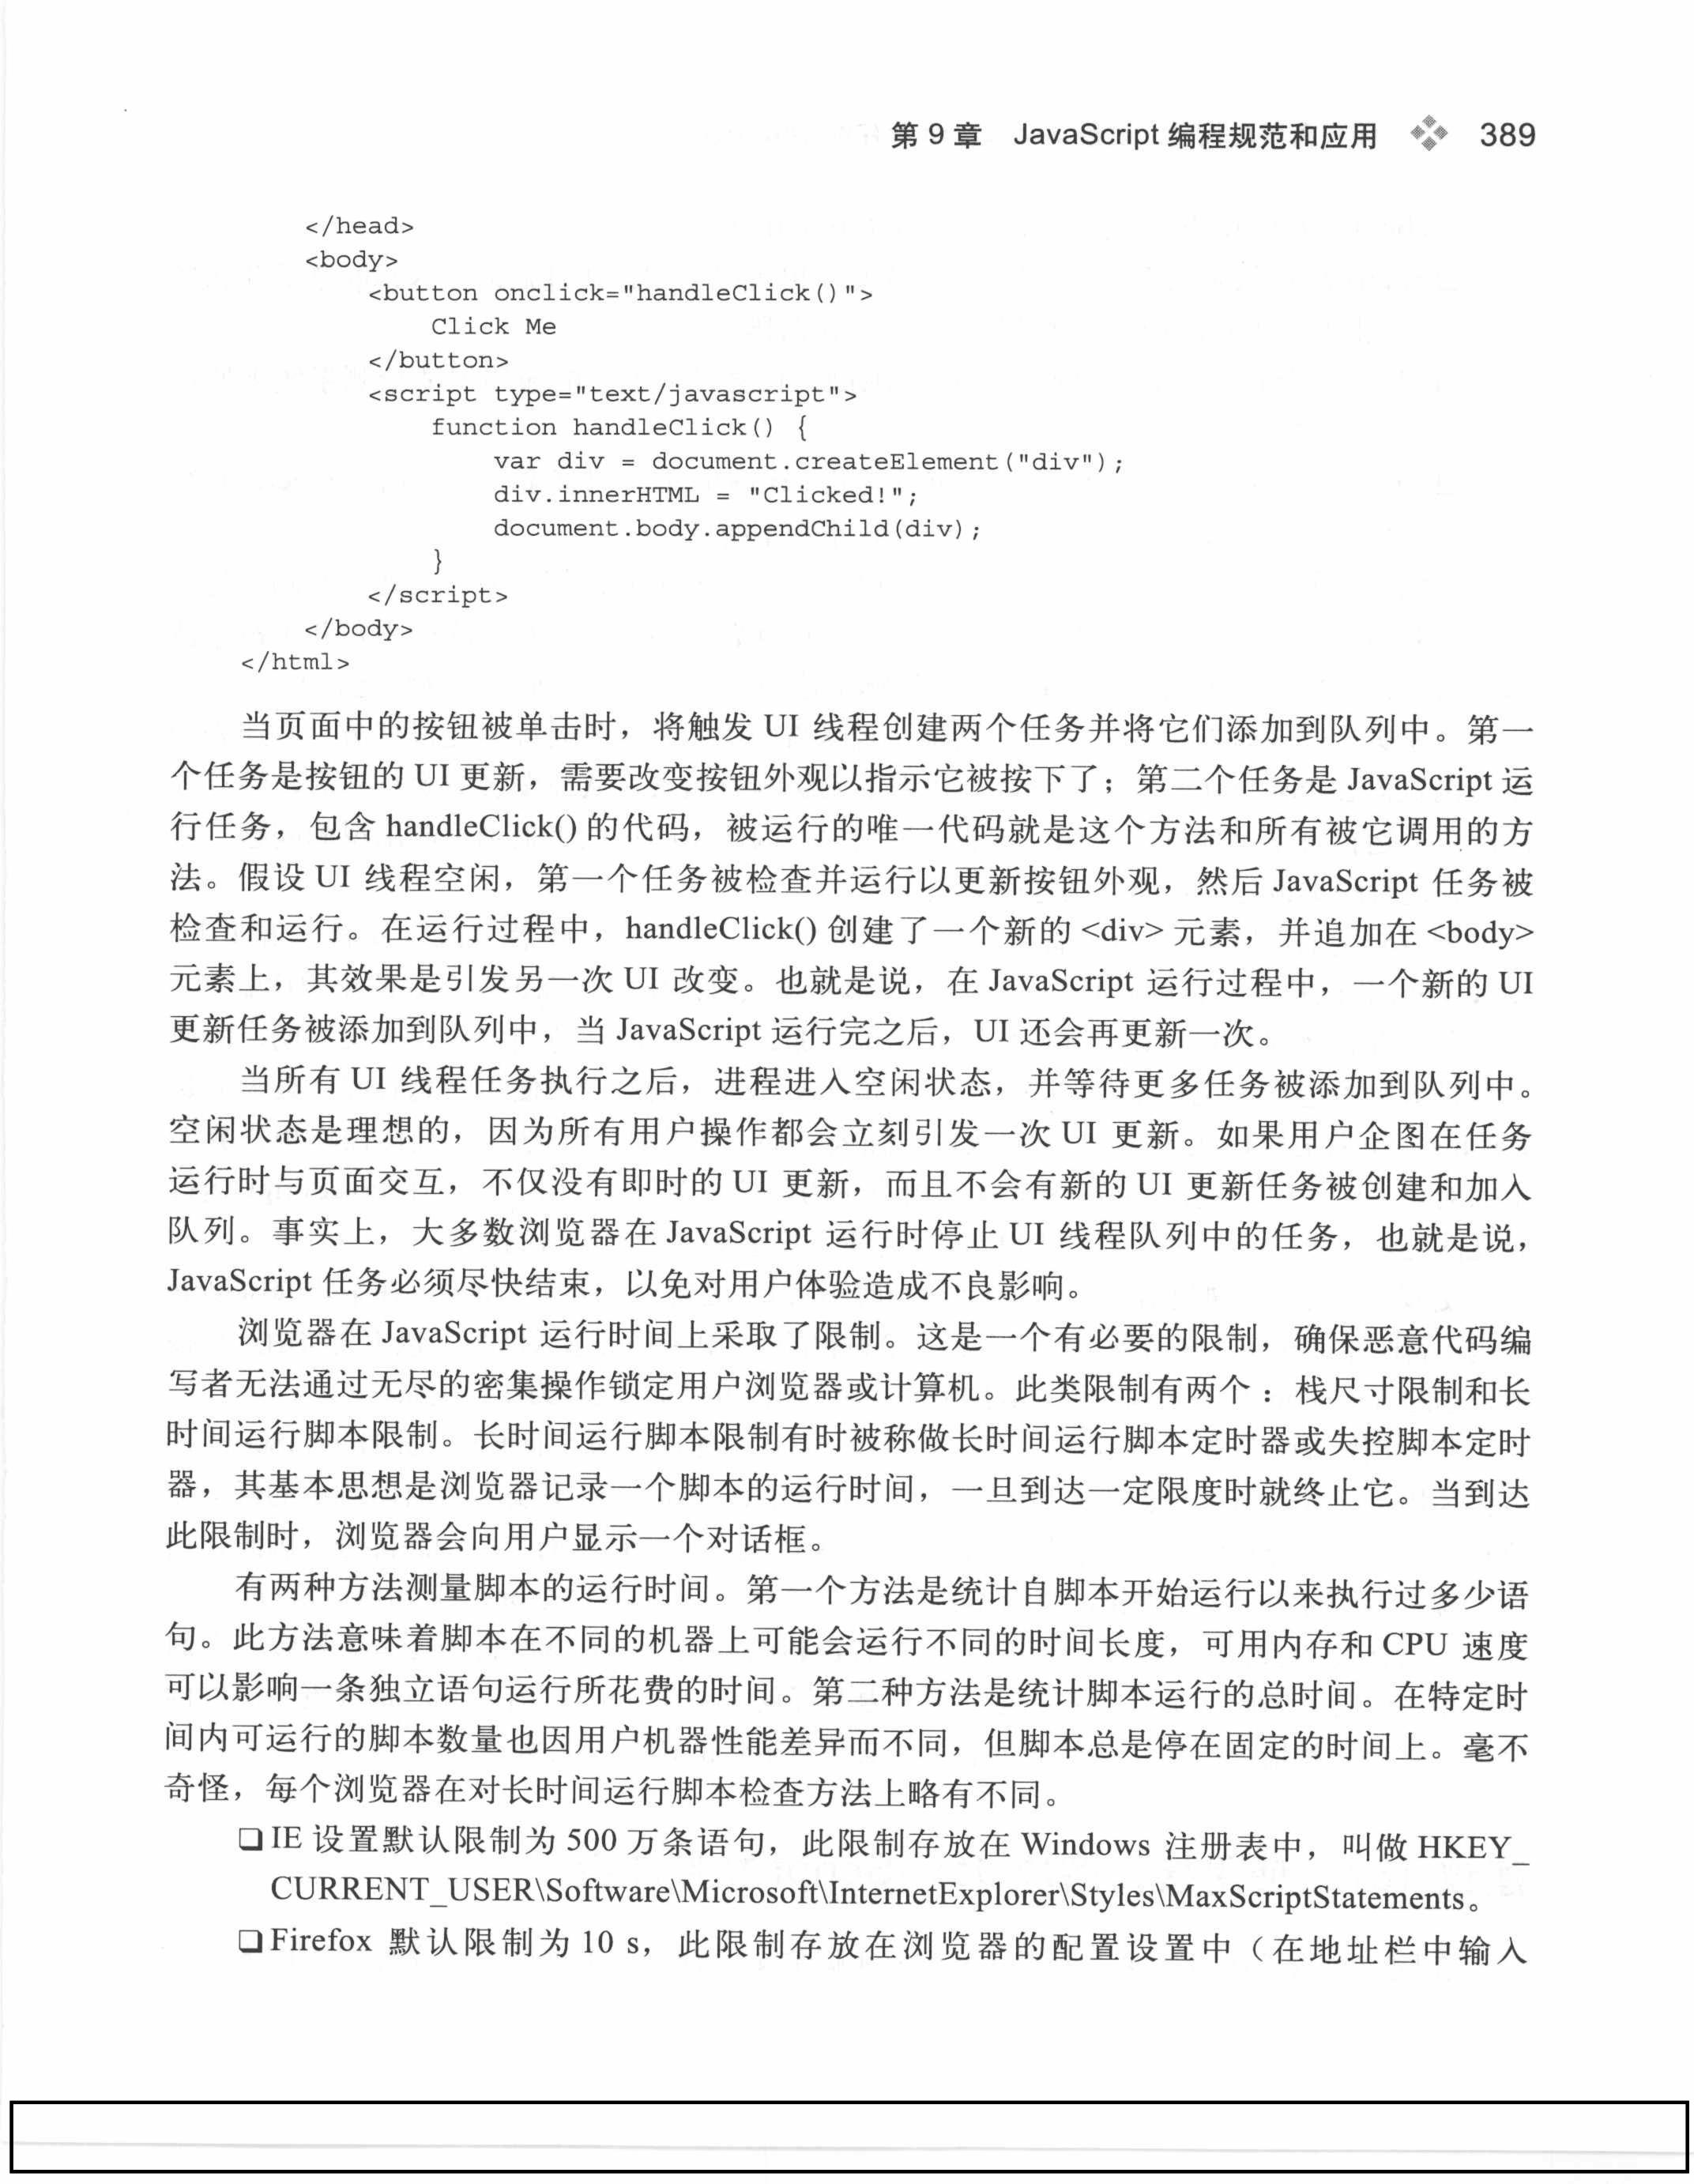 第 9 章 JavaScript 编程规范和应用 389
</head>
<body>
<button onclick="handleClick()">
Click Me
</button>
<script type="text/javascript">
function handleClick() {
var div = document.createElement("div");
div.innerHTML = "Clicked!";
document.body.appendChild(div);
}
</script>
</body>
</html>
当页面中的按钮被单击时，将触发 UI 线程创建两个任务并将它们添加到队列中。第一
个任务是按钮的 UI 更新，需要改变按钮外观以指示它被按下了；第二个任务是 JavaScript 运
行任务，包含 handleClick() 的代码，被运行的唯一代码就是这个方法和所有被它调用的方
法。假设 UI 线程空闲，第一个任务被检查并运行以更新按钮外观，然后 JavaScript 任务被
检查和运行。在运行过程中，handleClick() 创建了一个新的 <div> 元素，并追加在 <body>
元素上，其效果是引发另一次 UI 改变。也就是说，在 JavaScript 运行过程中，一个新的 UI
更新任务被添加到队列中，当 JavaScript 运行完之后，UI 还会再更新一次。
当所有 UI 线程任务执行之后，进程进入空闲状态，并等待更多任务被添加到队列中。
空闲状态是理想的，因为所有用户操作都会立刻引发一次 UI 更新。如果用户企图在任务
运行时与页面交互，不仅没有即时的 UI 更新，而且不会有新的 UI 更新任务被创建和加入
队列。事实上，大多数浏览器在 JavaScript 运行时停止 UI 线程队列中的任务，也就是说，
JavaScript 任务必须尽快结束，以免对用户体验造成不良影响。
浏览器在 JavaScript 运行时间上采取了限制。这是一个有必要的限制，确保恶意代码编
写者无法通过无尽的密集操作锁定用户浏览器或计算机。此类限制有两个：栈尺寸限制和长
时间运行脚本限制。长时间运行脚本限制有时被称做长时间运行脚本定时器或失控脚本定时
器，其基本思想是浏览器记录一个脚本的运行时间，一旦到达一定限度时就终止它。当到达
此限制时，浏览器会向用户显示一个对话框。
有两种方法测量脚本的运行时间。第一个方法是统计自脚本开始运行以来执行过多少语
句。此方法意味着脚本在不同的机器上可能会运行不同的时间长度，可用内存和 CPU 速度
可以影响一条独立语句运行所花费的时间。第二种方法是统计脚本运行的总时间。在特定时
间内可运行的脚本数量也因用户机器性能差异而不同，但脚本总是停在固定的时间上。毫不
奇怪，每个浏览器在对长时间运行脚本检查方法上略有不同。
❑ IE 设置默认限制为 500 万条语句，此限制存放在 Windows 注册表中，叫做 HKEY_
CURRENT_USER\Software\Microsoft\InternetExplorer\Styles\MaxScriptStatements。
❑ Firefox 默认限制为 10 s，此限制存放在浏览器的配置设置中（在地址栏中输入